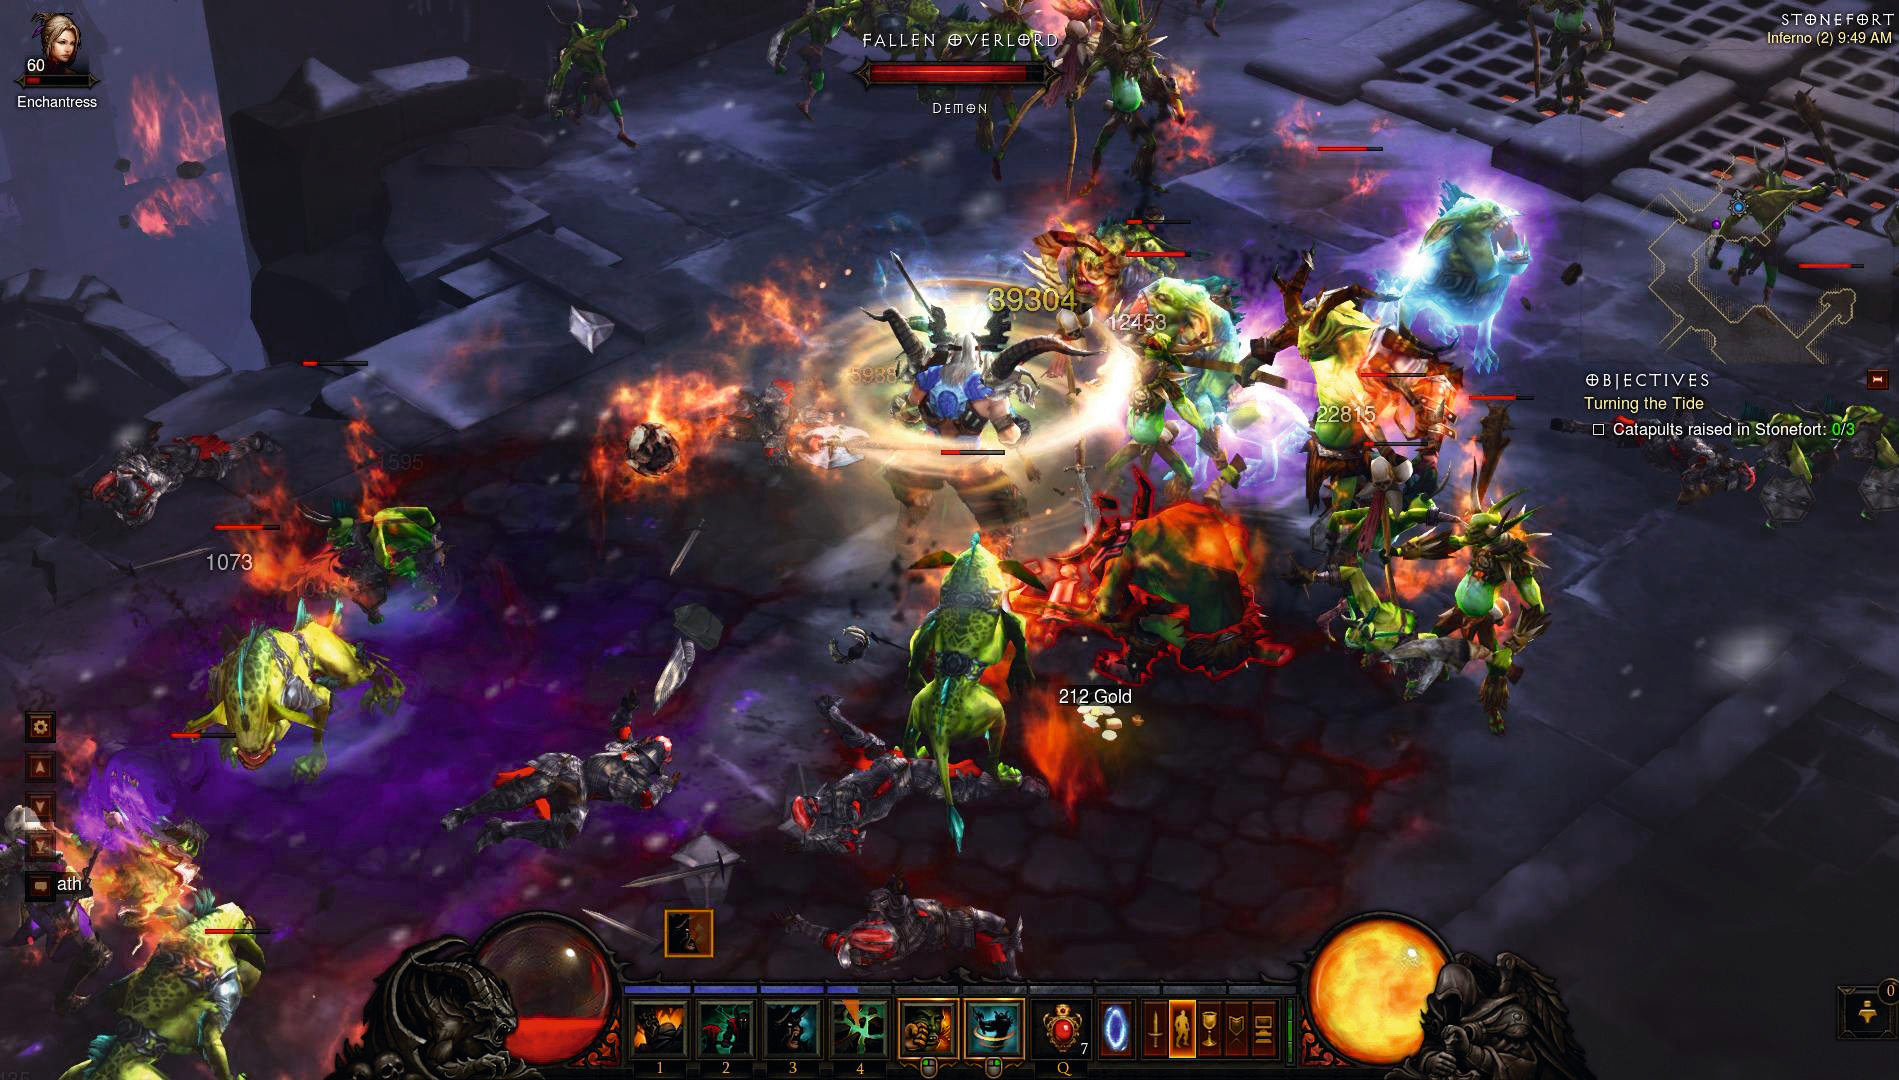 60
Enchantress
FALLEN OVERLORD
DEMON
STONEFORT
Inferno (2) 9:49 AM
39304
12453
5938
22815
OBJECTIVES
Turning the Tide
Catapults raised in Stonefort: 0/3
1595
1073
212 Gold
ath
7
0
1
2
3
4
Q